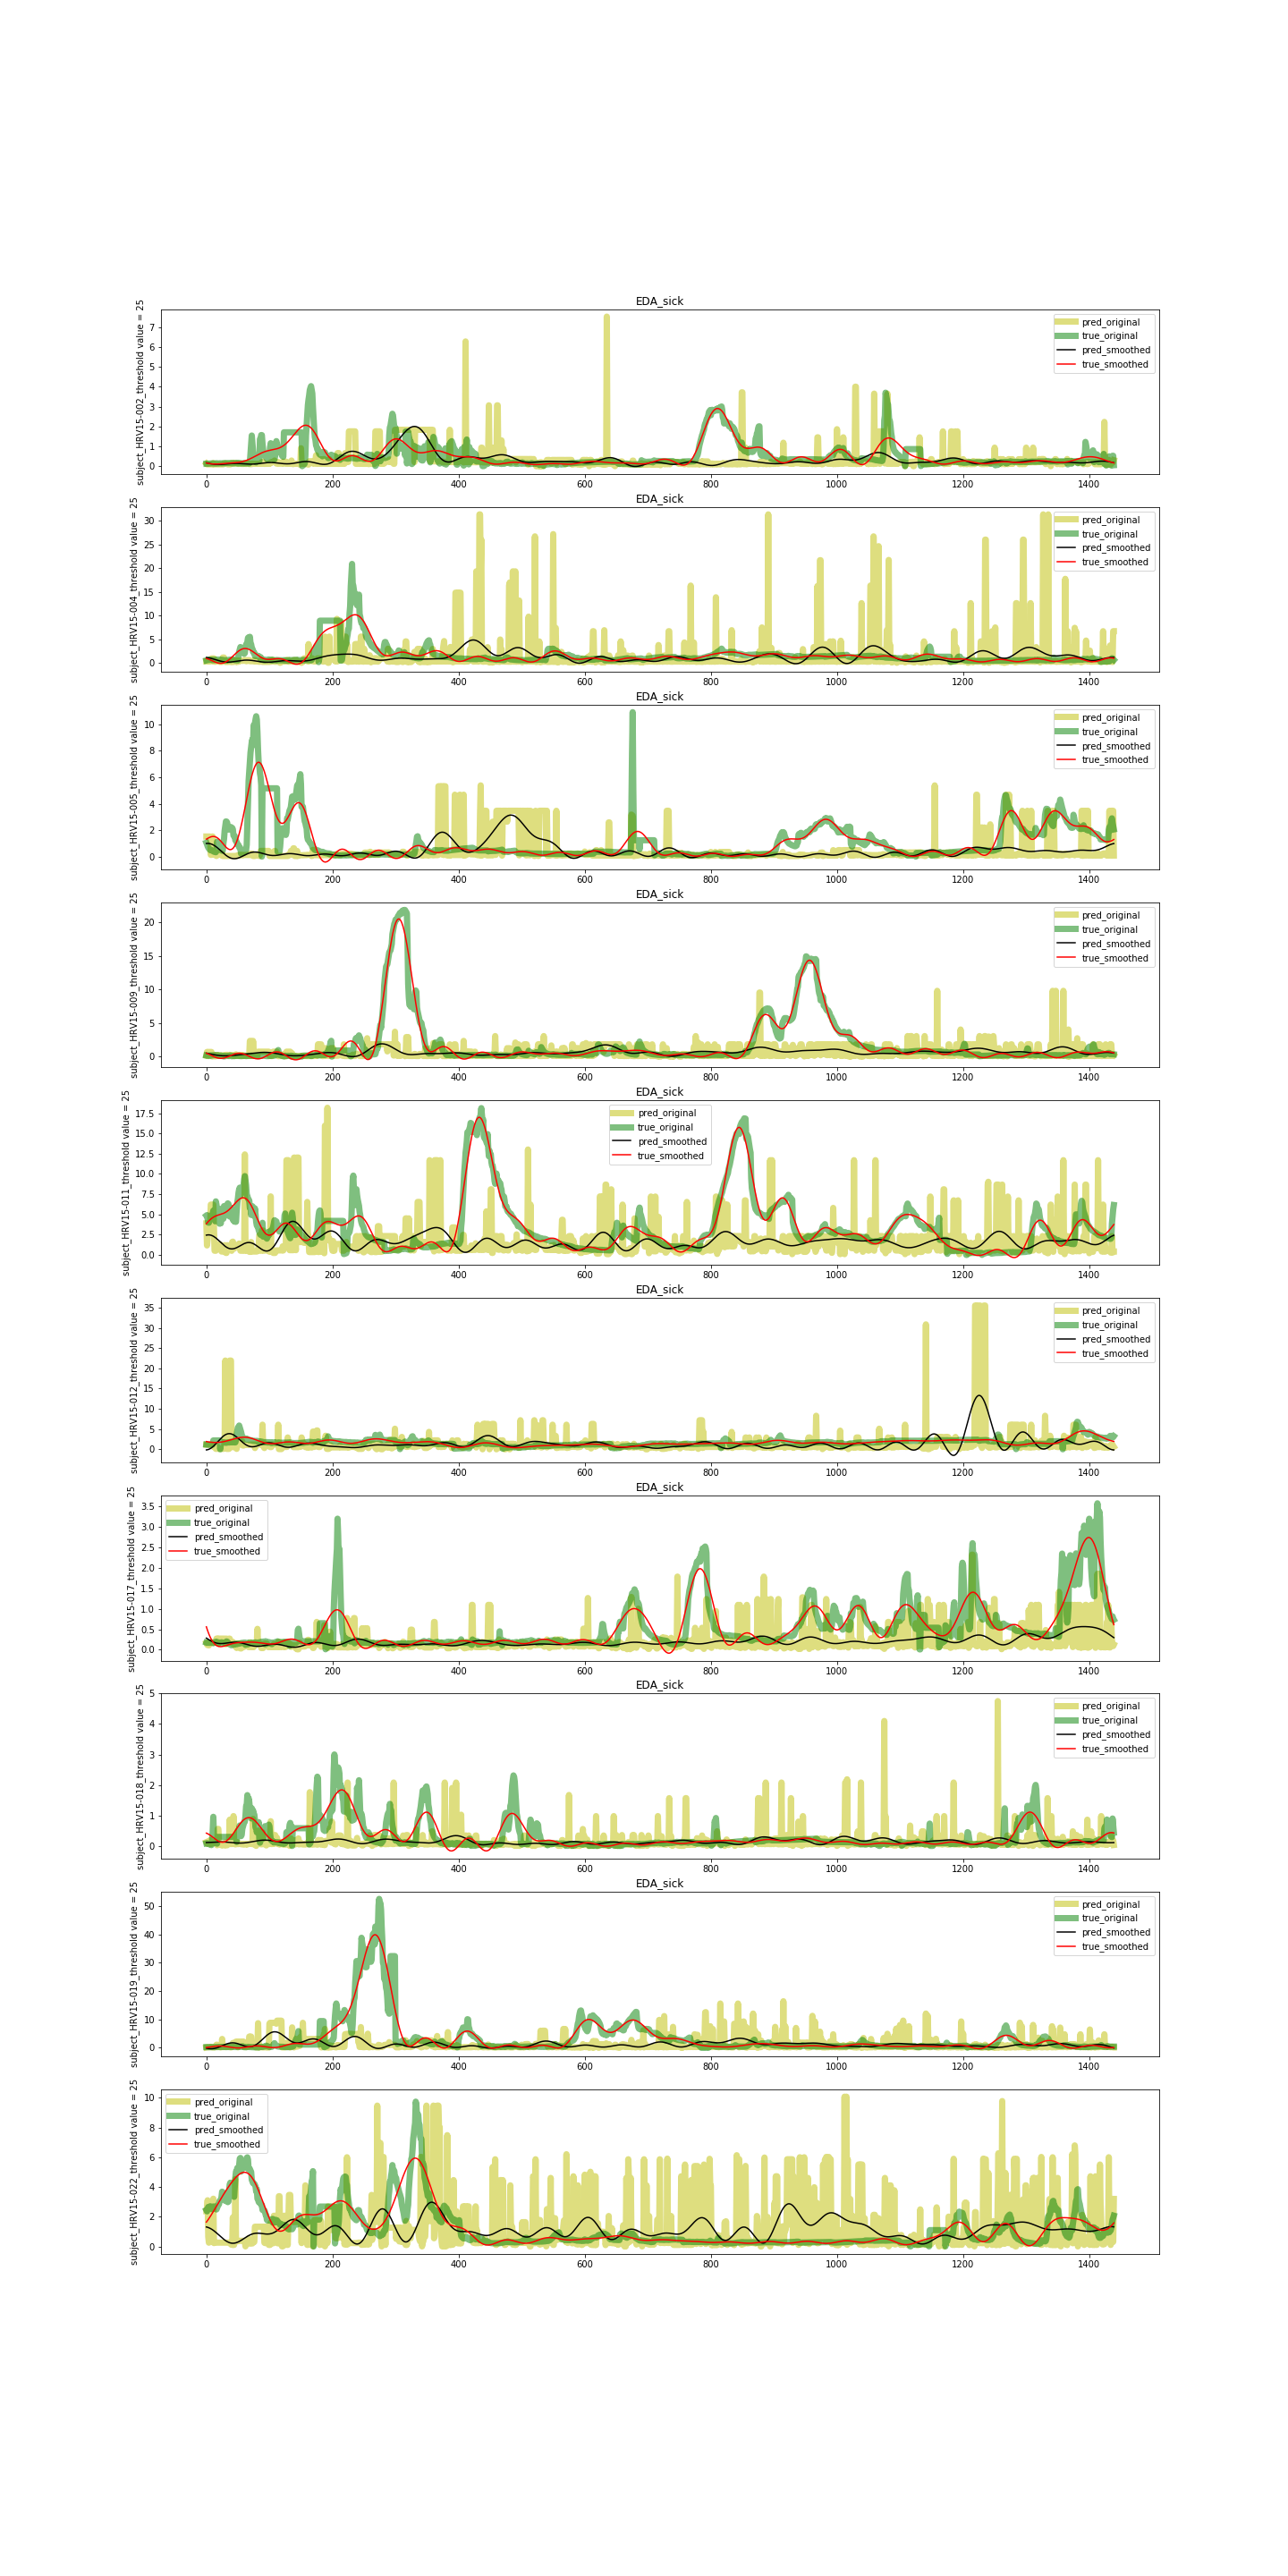 EDA_sick
subject_HRV15-002_threshold value = 25
7
6
5
4
3
2
1
0
pred_original
true_original
pred_smoothed
true_smoothed
0 200 400 600 800 1000 1200 1400
EDA_sick
subject_HRV15-004_threshold value = 25
30
25
20
15
10
5
0
pred_original
true_original
pred_smoothed
true_smoothed
0 200 400 600 800 1000 1200 1400
EDA_sick
subject_HRV15-005_threshold value = 25
10
8
6
4
2
0
pred_original
true_original
pred_smoothed
true_smoothed
0 200 400 600 800 1000 1200 1400
EDA_sick
subject_HRV15-009_threshold value = 25
20
15
10
5
0
pred_original
true_original
pred_smoothed
true_smoothed
0 200 400 600 800 1000 1200 1400
EDA_sick
subject_HRV15-011_threshold value = 25
17.5
15.0
12.5
10.0
7.5
5.0
2.5
0.0
pred_original
true_original
pred_smoothed
true_smoothed
0 200 400 600 800 1000 1200 1400
EDA_sick
subject_HRV15-012_threshold value = 25
35
30
25
20
15
10
5
0
pred_original
true_original
pred_smoothed
true_smoothed
0 200 400 600 800 1000 1200 1400
EDA_sick
subject_HRV15-017_threshold value = 25
3.5
3.0
2.5
2.0
1.5
1.0
0.5
0.0
pred_original
true_original
pred_smoothed
true_smoothed
0 200 400 600 800 1000 1200 1400
EDA_sick
subject_HRV15-018_threshold value = 25
5
4
3
2
1
0
pred_original
true_original
pred_smoothed
true_smoothed
0 200 400 600 800 1000 1200 1400
EDA_sick
subject_HRV15-019_threshold value = 25
50
40
30
20
10
0
pred_original
true_original
pred_smoothed
true_smoothed
0 200 400 600 800 1000 1200 1400
subject_HRV15-022_threshold value = 25
10
8
6
4
2
0
pred_original
true_original
pred_smoothed
true_smoothed
0 200 400 600 800 1000 1200 1400